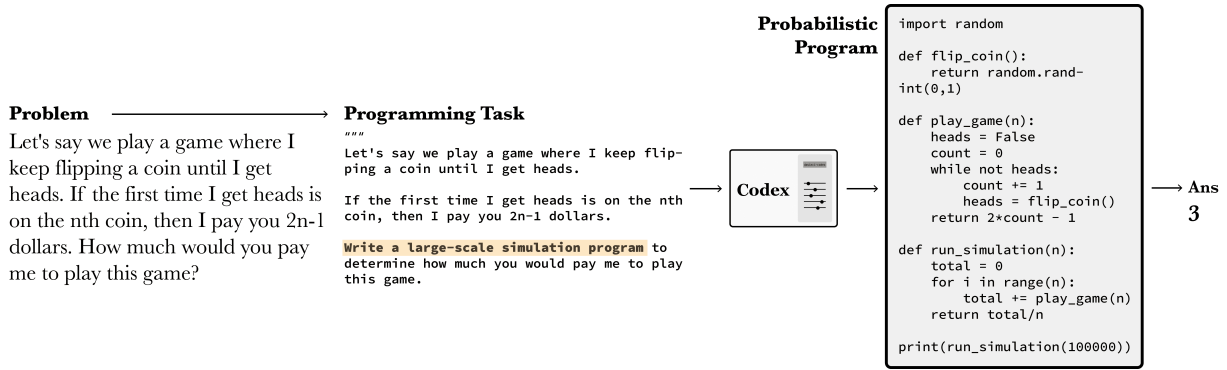 Problem
Let's say we play a game where I
keep flipping a coin until I get
heads. If the first time I get heads is
on the nth coin, then I pay you 2n-1
dollars. How much would you pay
me to play this game?
Programming Task
"""
Let's say we play a game where I keep flip-
ping a coin until I get heads.
If the first time I get heads is on the nth
coin, then I pay you 2n-1 dollars.
Write a large-scale simulation program to
determine how much you would pay me to play
this game.
Codex
Probabilistic
Program
import random
def flip_coin():
    return random.rand-
int(0,1)
def play_game(n):
    heads = False
    count = 0
    while not heads:
        count += 1
        heads = flip_coin()
    return 2*count - 1
def run_simulation(n):
    total = 0
    for i in range(n):
        total += play_game(n)
    return total/n
print(run_simulation(100000))
Ans
3